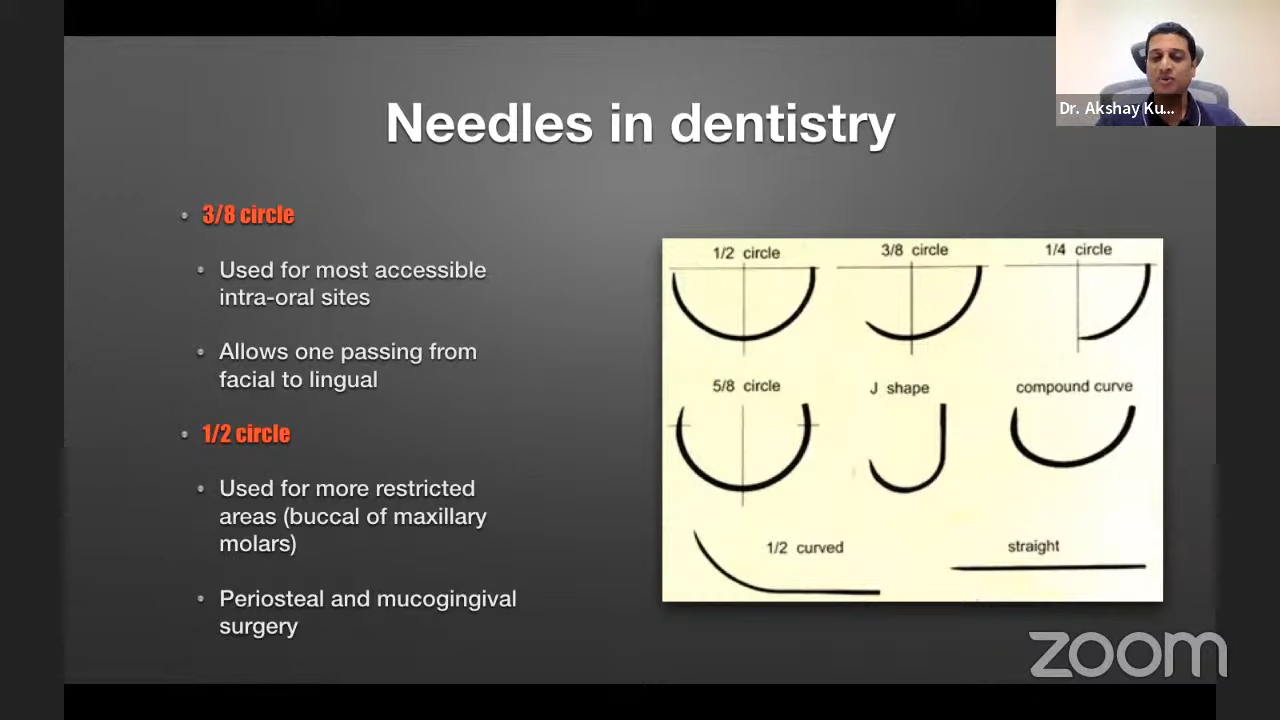 Needles in dentistry
Dr. Akshay Ku...
• 3/8 circle
• Used for most accessible
intra-oral sites
• Allows one passing from
facial to lingual
• 1/2 circle
• Used for more restricted
areas (buccal of maxillary
molars)
• Periosteal and mucogingival
surgery
1/2 circle 3/8 circle 1/4 circle
5/8 circle J shape compound curve
1/2 curved straight
zoom